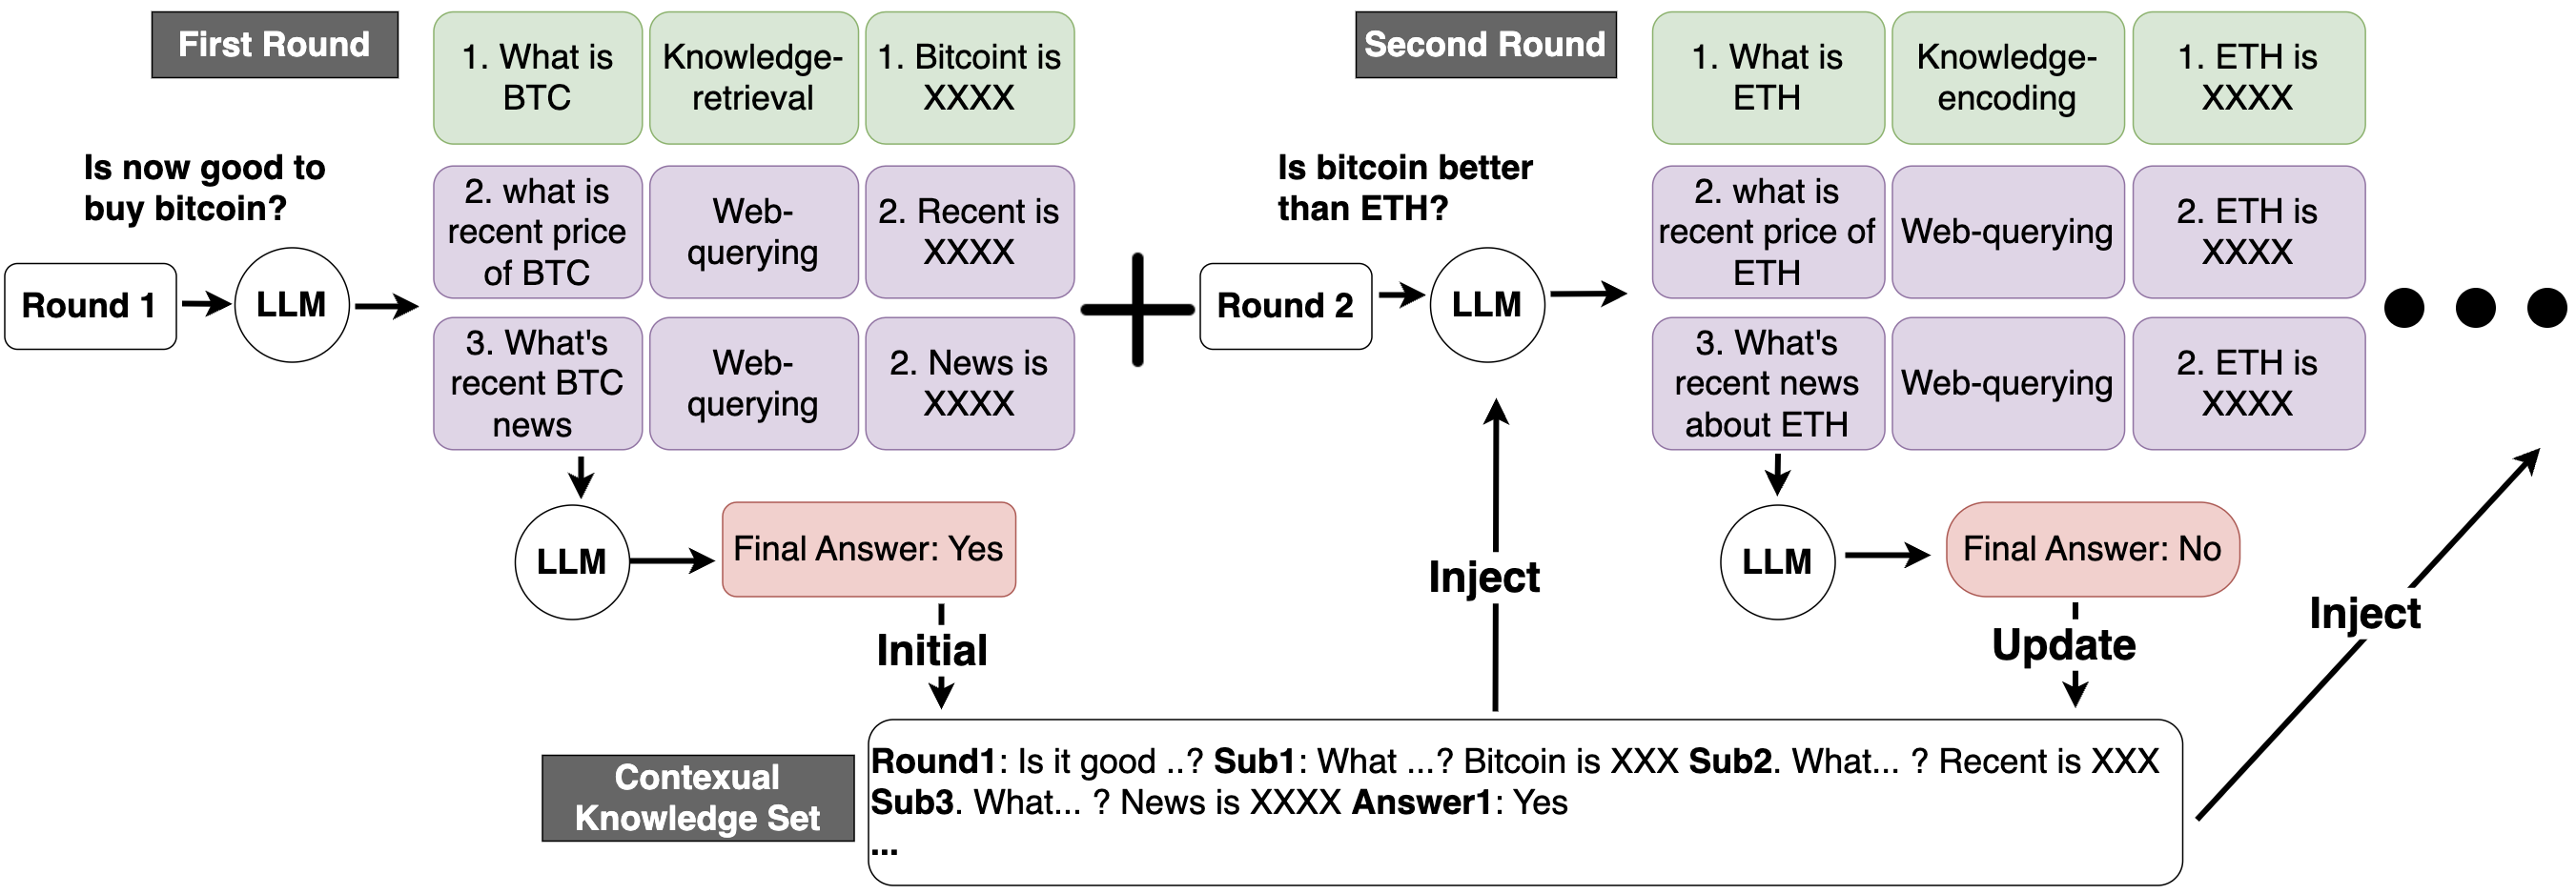 First Round
1. What is
BTC
Knowledge-
retrieval
1. Bitcoint is
XXXX
Is now good to
buy bitcoin?
2. what is
recent price
of BTC
Web-
querying
2. Recent is
XXXX
Round 1
LLM
3. What's
recent BTC
news
Web-
querying
2. News is
XXXX
LLM
Final Answer: Yes
Initial
Second Round
1. What is
ETH
Knowledge-
encoding
1. ETH is
XXXX
Is bitcoin better
than ETH?
2. what is
recent price of
ETH
Web-querying
2. ETH is
XXXX
Round 2
LLM
3. What's
recent news
about ETH
Web-querying
2. ETH is
XXXX
Inject
LLM
Final Answer: No
Update
Inject
Contexual
Knowledge Set
Round1: Is it good ..? Sub1: What ...? Bitcoin is XXX Sub2. What... ? Recent is XXX
Sub3. What... ? News is XXXX Answer1: Yes
...